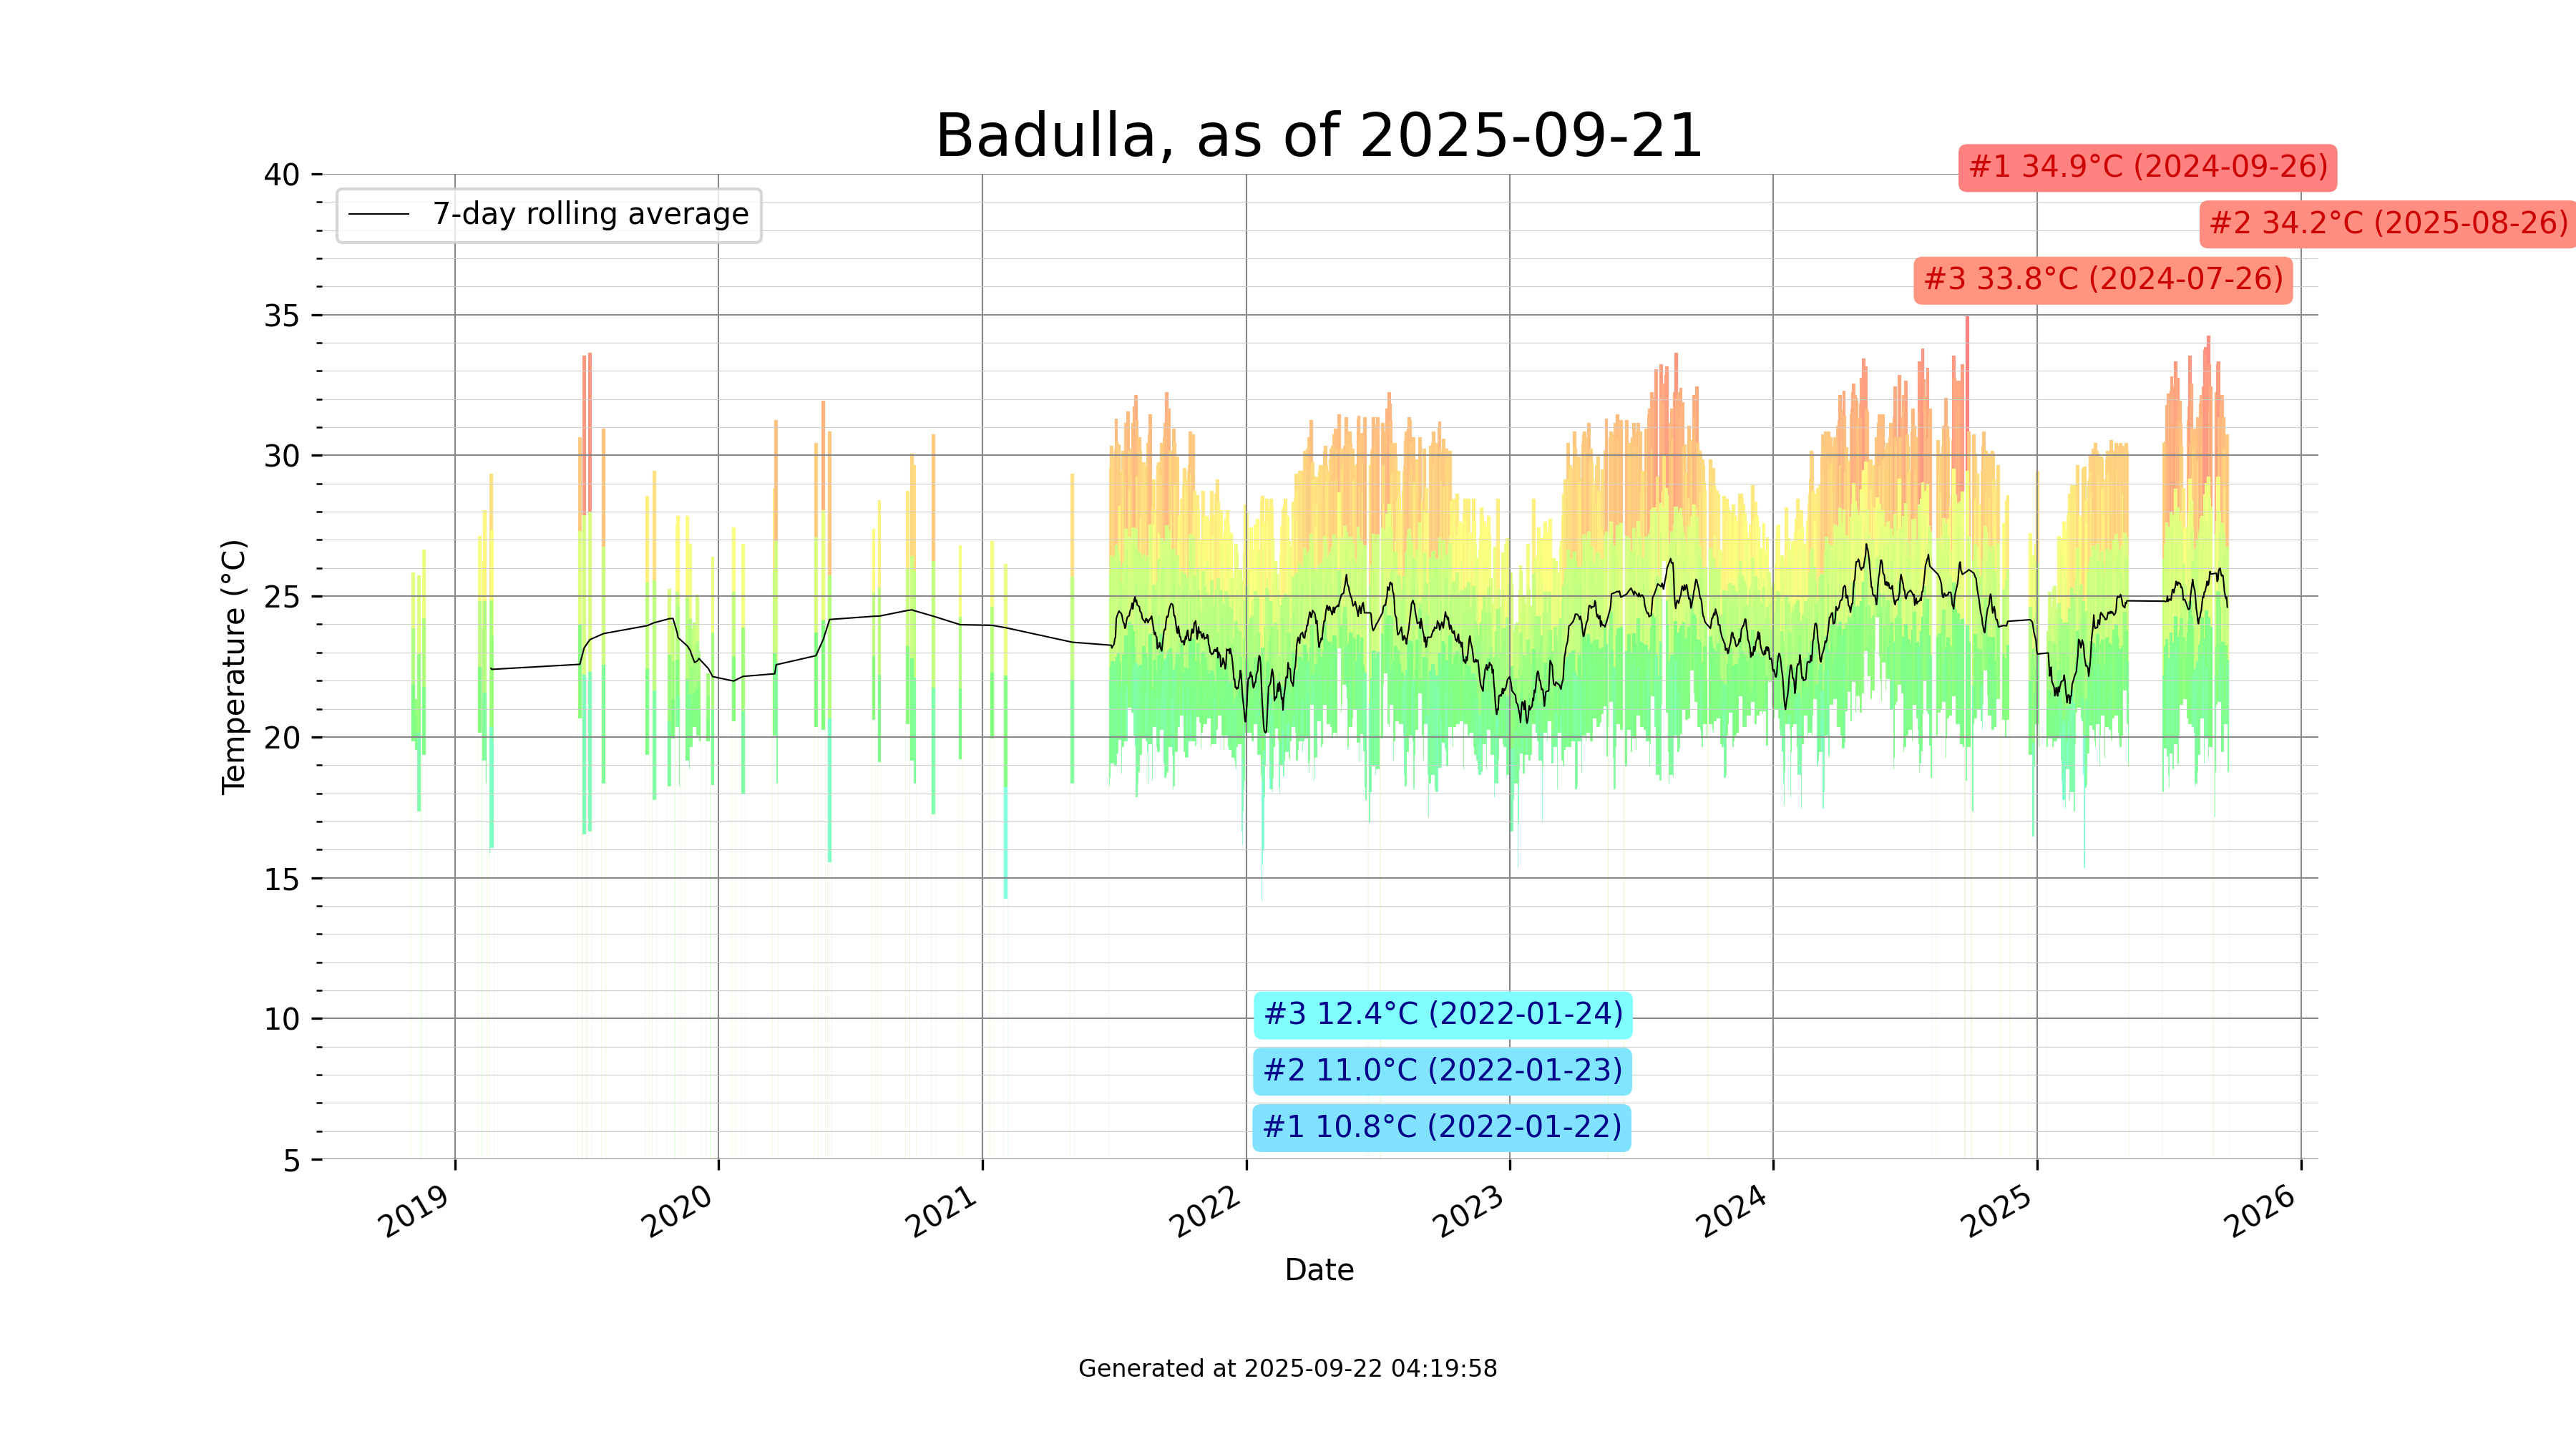 Badulla, as of 2025-09-21
#1 34.9°C (2024-09-26)
#2 34.2°C (2025-08-26)
#3 33.8°C (2024-07-26)
7-day rolling average
40
35
30
25
20
15
10
5
Temperature (°C)
#3 12.4°C (2022-01-24)
#2 11.0°C (2022-01-23)
#1 10.8°C (2022-01-22)
2019
2020
2021
2022
2023
2024
2025
2026
Date
Generated at 2025-09-22 04:19:58